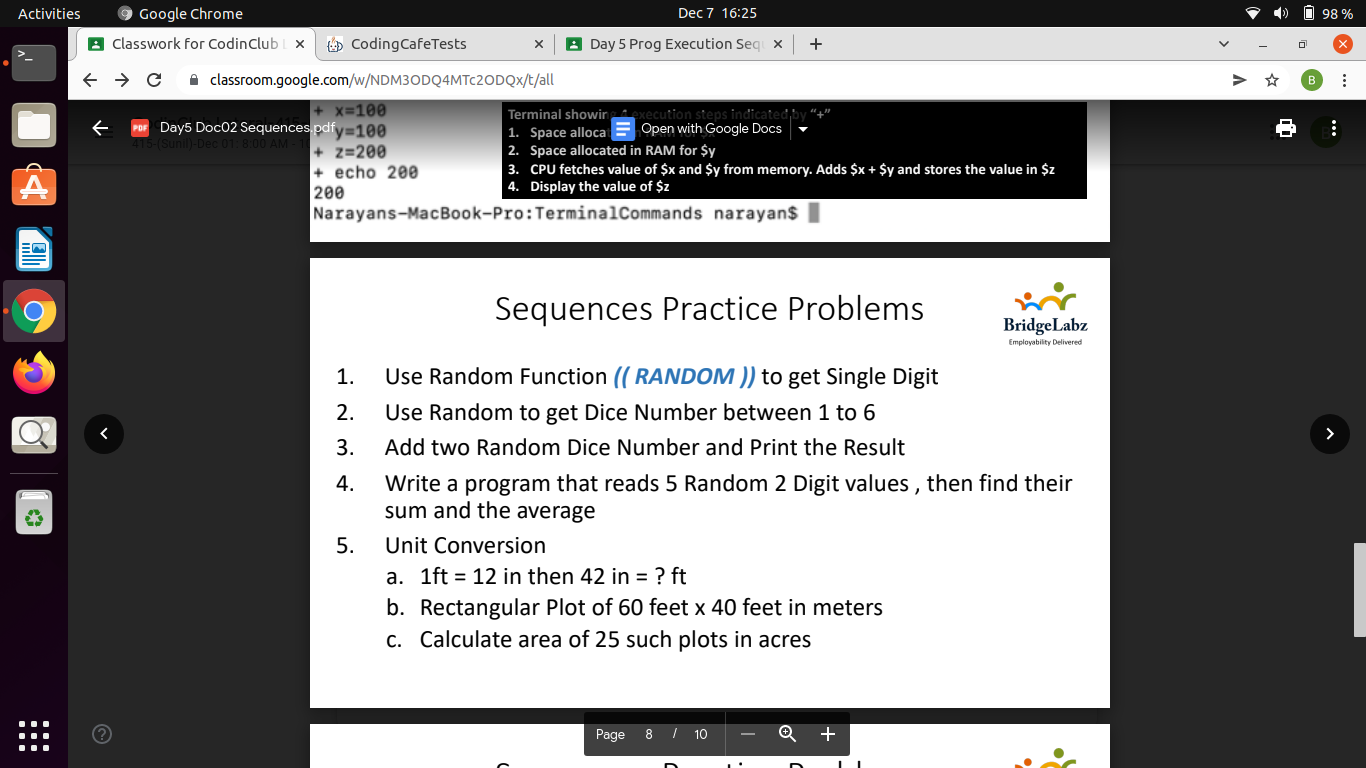 Activities Google Chrome Dec 7 16:25 98 %
Classwork for CodinClub CodingCafeTests Day 5 Prog Execution Seq
classroom.google.com/w/NDM3ODQ4MTc2ODQx/t/all B
+ x=100
+ y=100
+ z=200
+ echo 200
200
Narayans-MacBook-Pro:TerminalCommands narayan$
PDF Day5 Doc02 Sequences.pdf
415-(Sunil)-Dec 01: 8:00 AM - 10
Open with Google Docs
Terminal showing 4 execution steps indicated by “+”
1. Space allocat
2. Space allocated in RAM for $y
3. CPU fetches value of $x and $y from memory. Adds $x + $y and stores the value in $z
4. Display the value of $z
Sequences Practice Problems
BridgeLabz
Employability Delivered
1. Use Random Function (( RANDOM )) to get Single Digit
2. Use Random to get Dice Number between 1 to 6
3. Add two Random Dice Number and Print the Result
4. Write a program that reads 5 Random 2 Digit values , then find their
sum and the average
5. Unit Conversion
a. 1ft = 12 in then 42 in = ? ft
b. Rectangular Plot of 60 feet x 40 feet in meters
c. Calculate area of 25 such plots in acres
Page 8 / 10